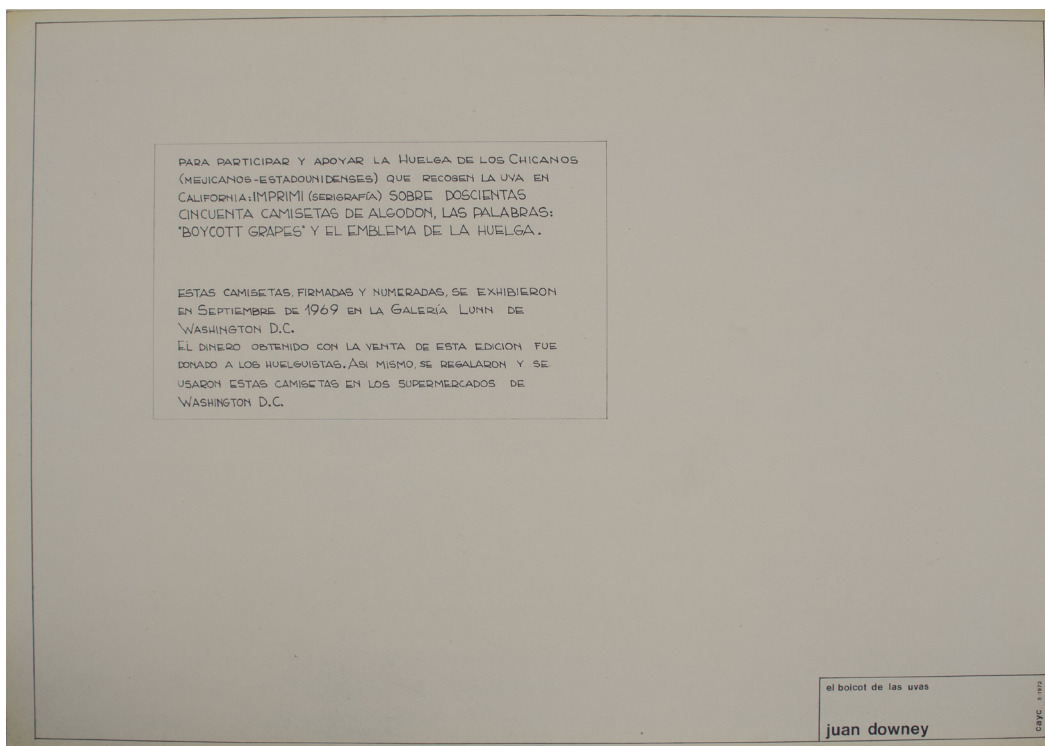 PARA PARTICIPAR Y APOYAR LA HUELGA DE LOS CHICANOS
(MEJICANOS-ESTADOUNIDENSES) QUE RECOGEN LA UVA EN
CALIFORNIA: IMPRIMI (SERIGRAFÍA) SOBRE DOSCIENTAS
CINCUENTA CAMISETAS DE ALGODON, LAS PALABRAS:
"BOYCOTT GRAPES" Y EL EMBLEMA DE LA HUELGA.
ESTAS CAMISETAS, FIRMADAS Y NUMERADAS, SE EXHIBIERON
EN SEPTIEMBRE DE 1969 EN LA GALERÍA LUNN DE
WASHINGTON D.C.
EL DINERO OBTENIDO CON LA VENTA DE ESTA EDICION FUE
DONADO A LOS HUELGUISTAS. ASI MISMO, SE REGALARON Y SE
USARON ESTAS CAMISETAS EN LOS SUPERMERCADOS DE
WASHINGTON D.C.
el boicot de las uvas
juan downey
cayc 1972